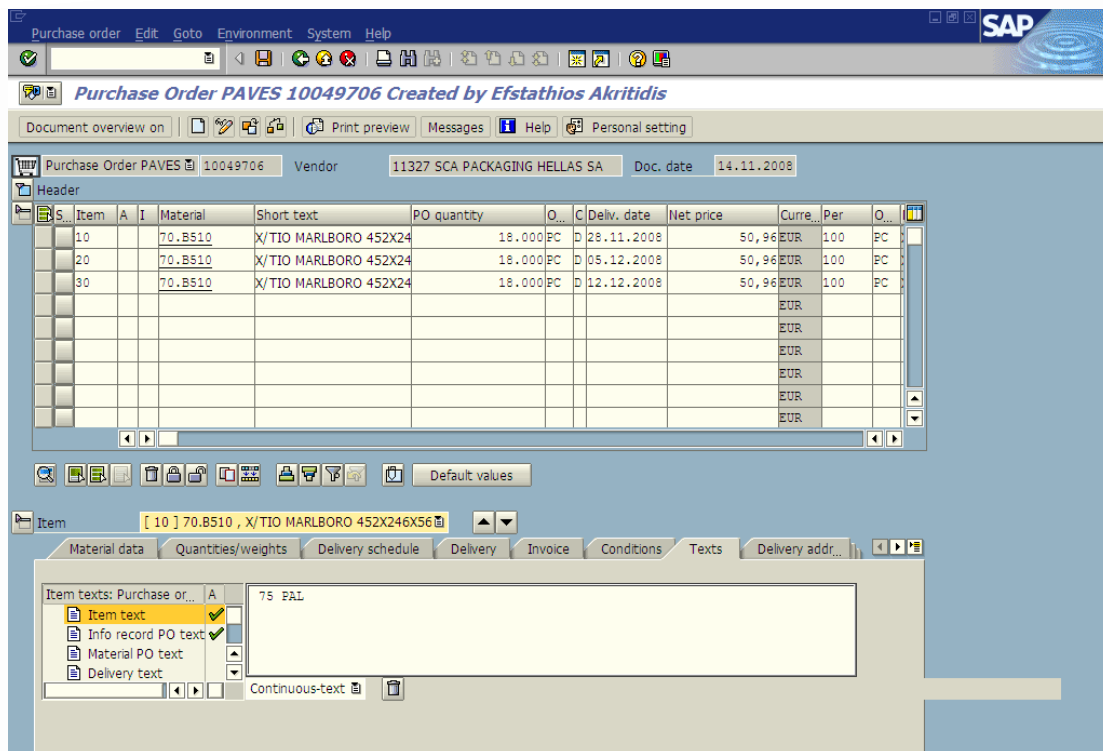 Purchase order Edit Goto Environment System Help
SAP
Purchase Order PAVES 10049706 Created by Efstathios Akritidis
Document overview on Print preview Messages Help Personal setting
Purchase Order PAVES 10049706 Vendor 11327 SCA PACKAGING HELLAS SA Doc. date 14.11.2008
Header
S... Item A I Material Short text PO quantity O... C Deliv. date Net price Curre... Per O...
10 70.B510 X/TIO MARLBORO 452X24 18.000 PC D 28.11.2008 50,96 EUR 100 PC
20 70.B510 X/TIO MARLBORO 452X24 18.000 PC D 05.12.2008 50,96 EUR 100 PC
30 70.B510 X/TIO MARLBORO 452X24 18.000 PC D 12.12.2008 50,96 EUR 100 PC
EUR
EUR
EUR
EUR
EUR
EUR
Default values
Item [ 10 ] 70.B510 , X/TIO MARLBORO 452X246X56
Material data Quantities/weights Delivery schedule Delivery Invoice Conditions Texts Delivery addr...
Item texts: Purchase or... A 75 PAL
Item text
Info record PO text
Material PO text
Delivery text
Continuous-text